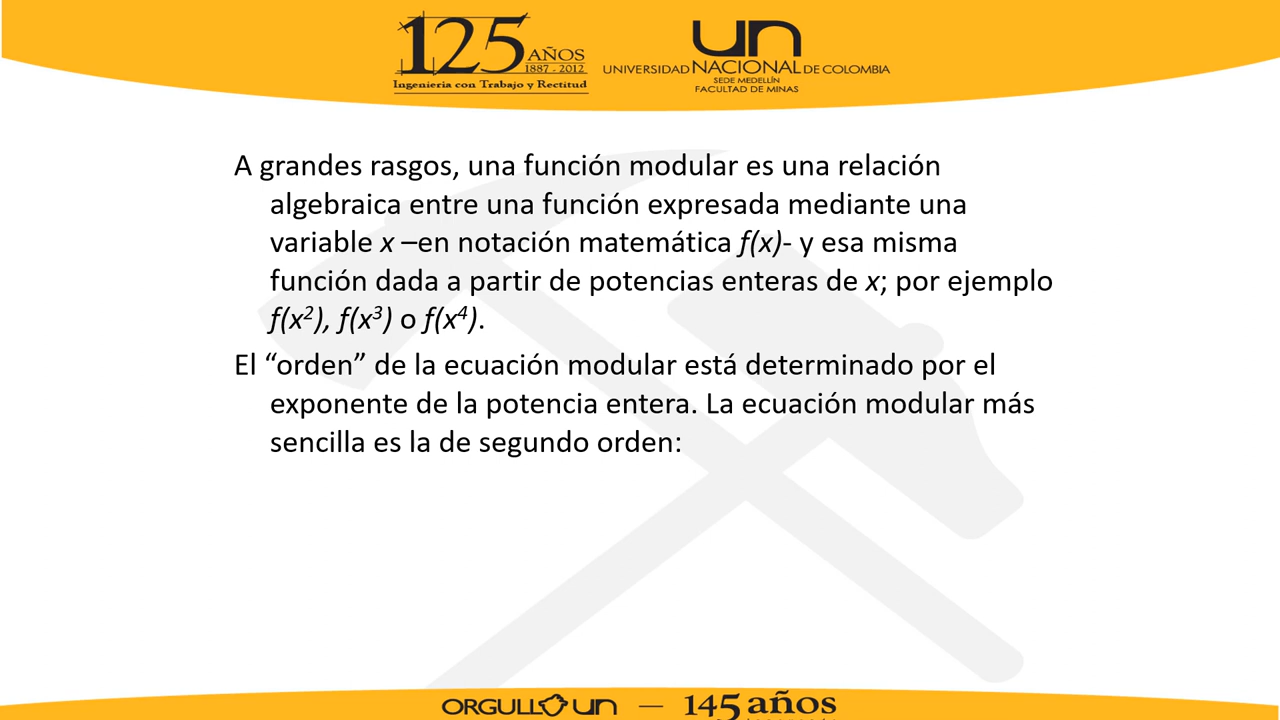 125 AÑOS
1887 - 2012
Ingeniería con Trabajo y Rectitud
un
UNIVERSIDAD NACIONAL DE COLOMBIA
SEDE MEDELLÍN
FACULTAD DE MINAS
A grandes rasgos, una función modular es una relación
algebraica entre una función expresada mediante una
variable x –en notación matemática f(x)- y esa misma
función dada a partir de potencias enteras de x; por ejemplo
f(x²), f(x³) o f(x⁴).
El “orden” de la ecuación modular está determinado por el
exponente de la potencia entera. La ecuación modular más
sencilla es la de segundo orden:
ORGULLO un — 145 años